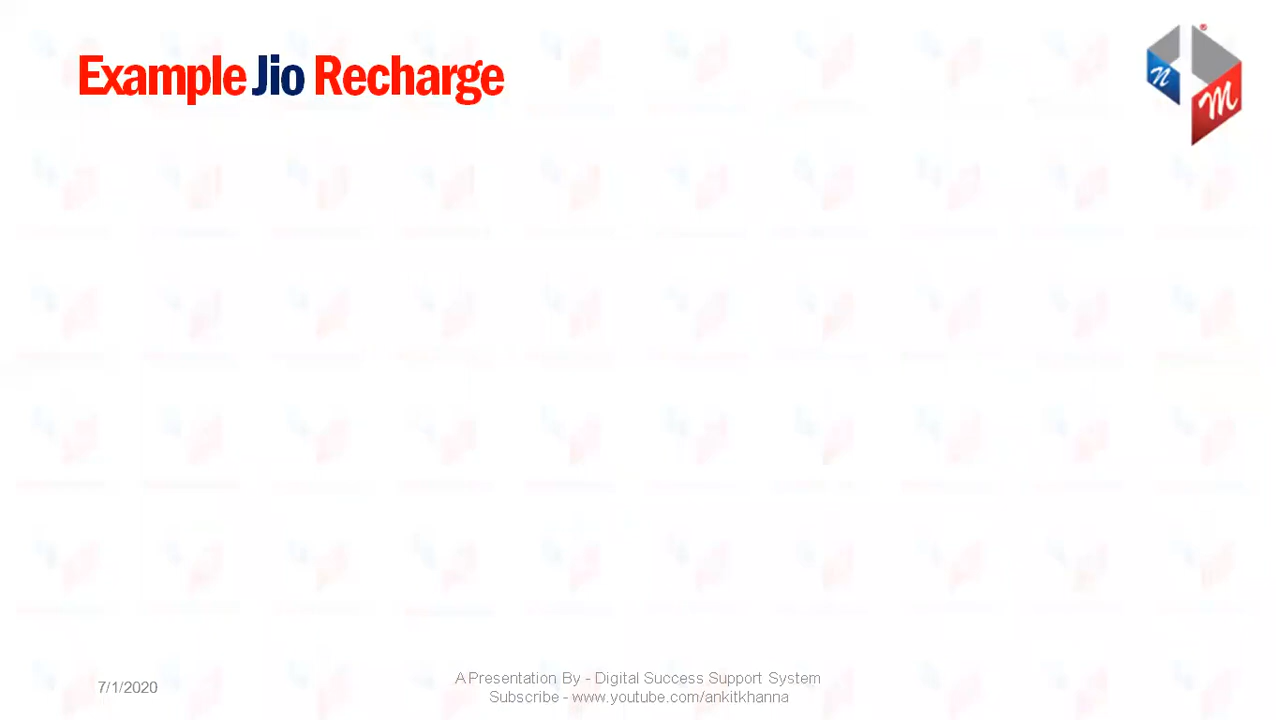 Example Jio Recharge
n
M
7/1/2020
A Presentation By - Digital Success Support System
Subscribe - www.youtube.com/ankitkhanna